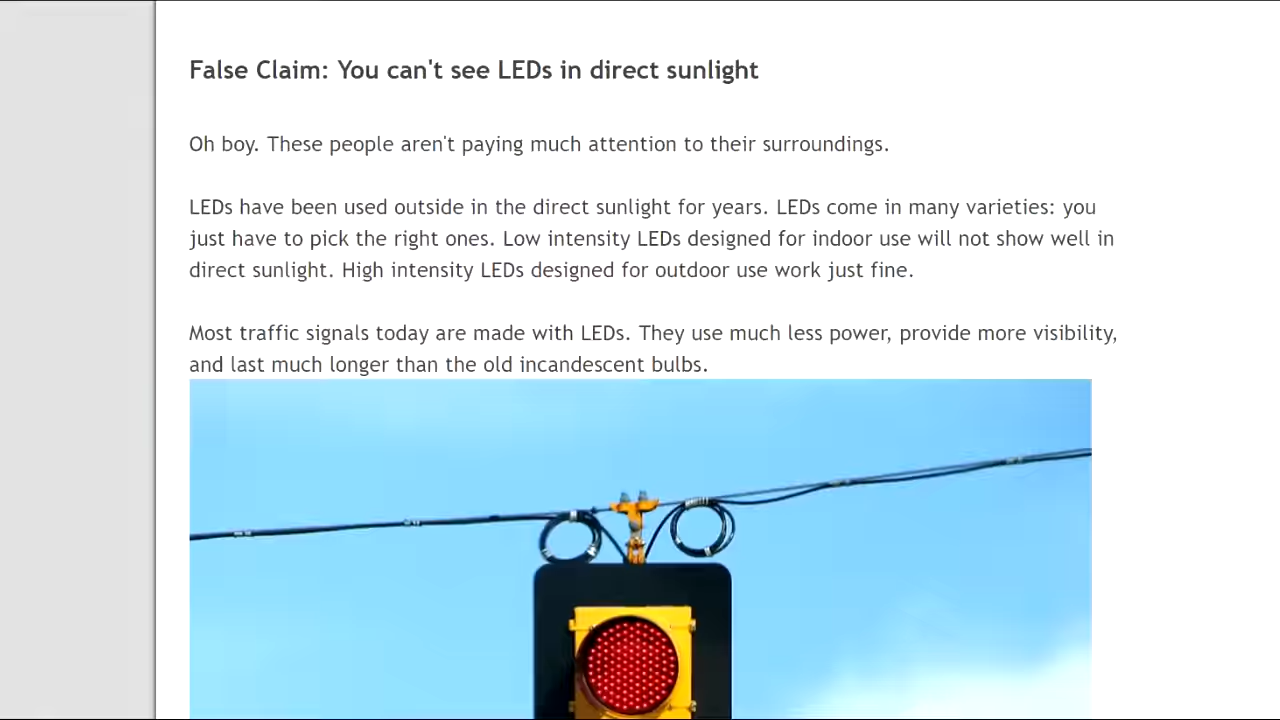 False Claim: You can't see LEDs in direct sunlight
Oh boy. These people aren't paying much attention to their surroundings.
LEDs have been used outside in the direct sunlight for years. LEDs come in many varieties: you
just have to pick the right ones. Low intensity LEDs designed for indoor use will not show well in
direct sunlight. High intensity LEDs designed for outdoor use work just fine.
Most traffic signals today are made with LEDs. They use much less power, provide more visibility,
and last much longer than the old incandescent bulbs.